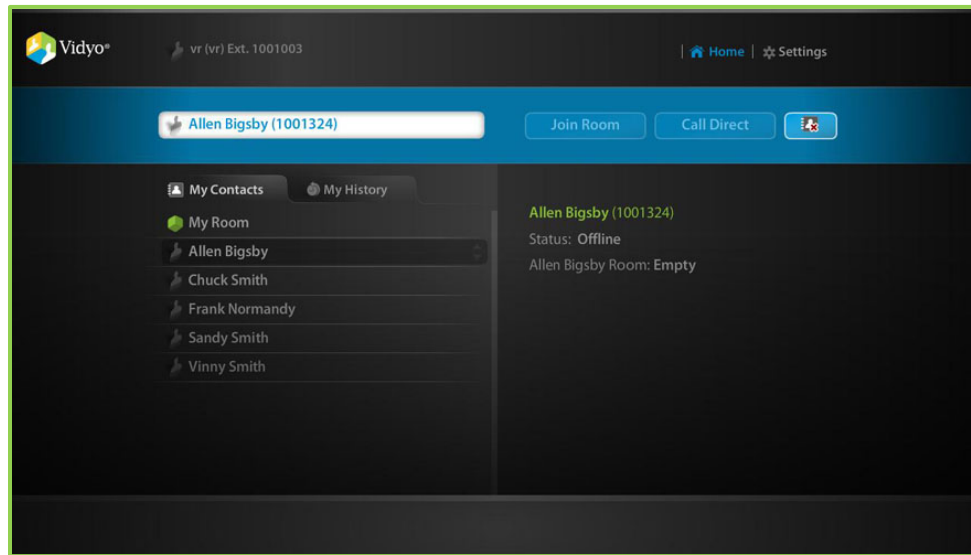 Vidyo®
vr (vr) Ext. 1001003
| Home | Settings
Allen Bigsby (1001324)
Join Room
Call Direct
My Contacts
My History
My Room
Allen Bigsby
Chuck Smith
Frank Normandy
Sandy Smith
Vinny Smith
Allen Bigsby (1001324)
Status: Offline
Allen Bigsby Room: Empty